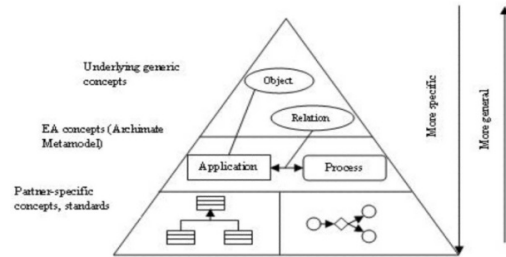 Underlying generic
concepts
Object
Relation
EA concepts (Archimate
Metamodel)
Application
Process
Partner-specific
concepts, standards
More specific
More general